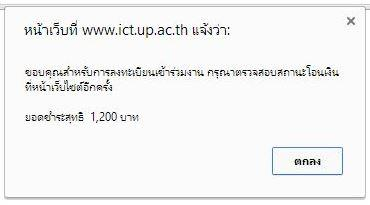 หน้าเว็บที่ www.ict.up.ac.th แจ้งว่า:
ขอบคุณสำหรับการลงทะเบียนเข้าร่วมงาน กรุณาตรวจสอบสถานะโอนเงิน
ที่หน้าเว็บไซต์อีกครั้ง
ยอดชำระสุทธิ 1,200 บาท
ตกลง